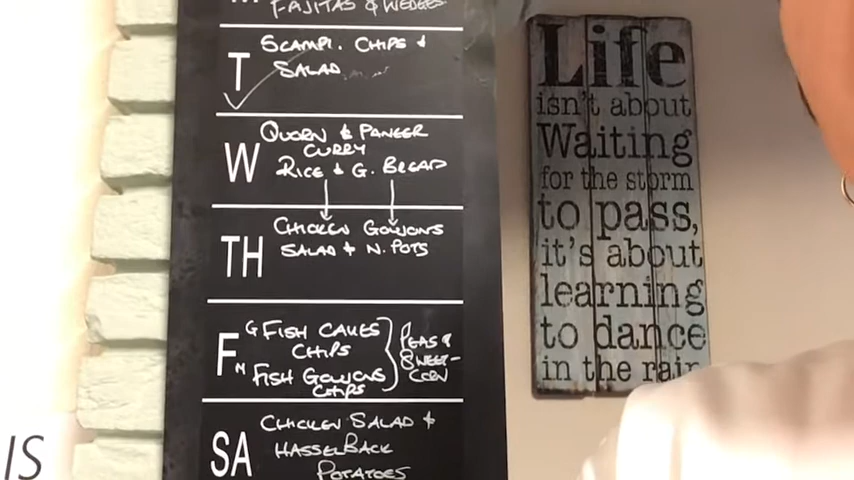 FAJITAS & WEDGES
T
SCAMPI. CHIPS &
SALAD
W
QUORN & PANEER
CURRY
RICE & G. BREAD
TH
CHICKEN GOUJONS
SALAD & N. POTS
F
G FISH CAKES
CHIPS
N FISH GOUJONS
CHIPS
PEAS &
SWEET-
CORN
SA
CHICKEN SALAD &
HASSELBACK
POTATOES
Life
isn't about
Waiting
for the storm
to pass,
it's about
learning
to dance
in the rain
IS